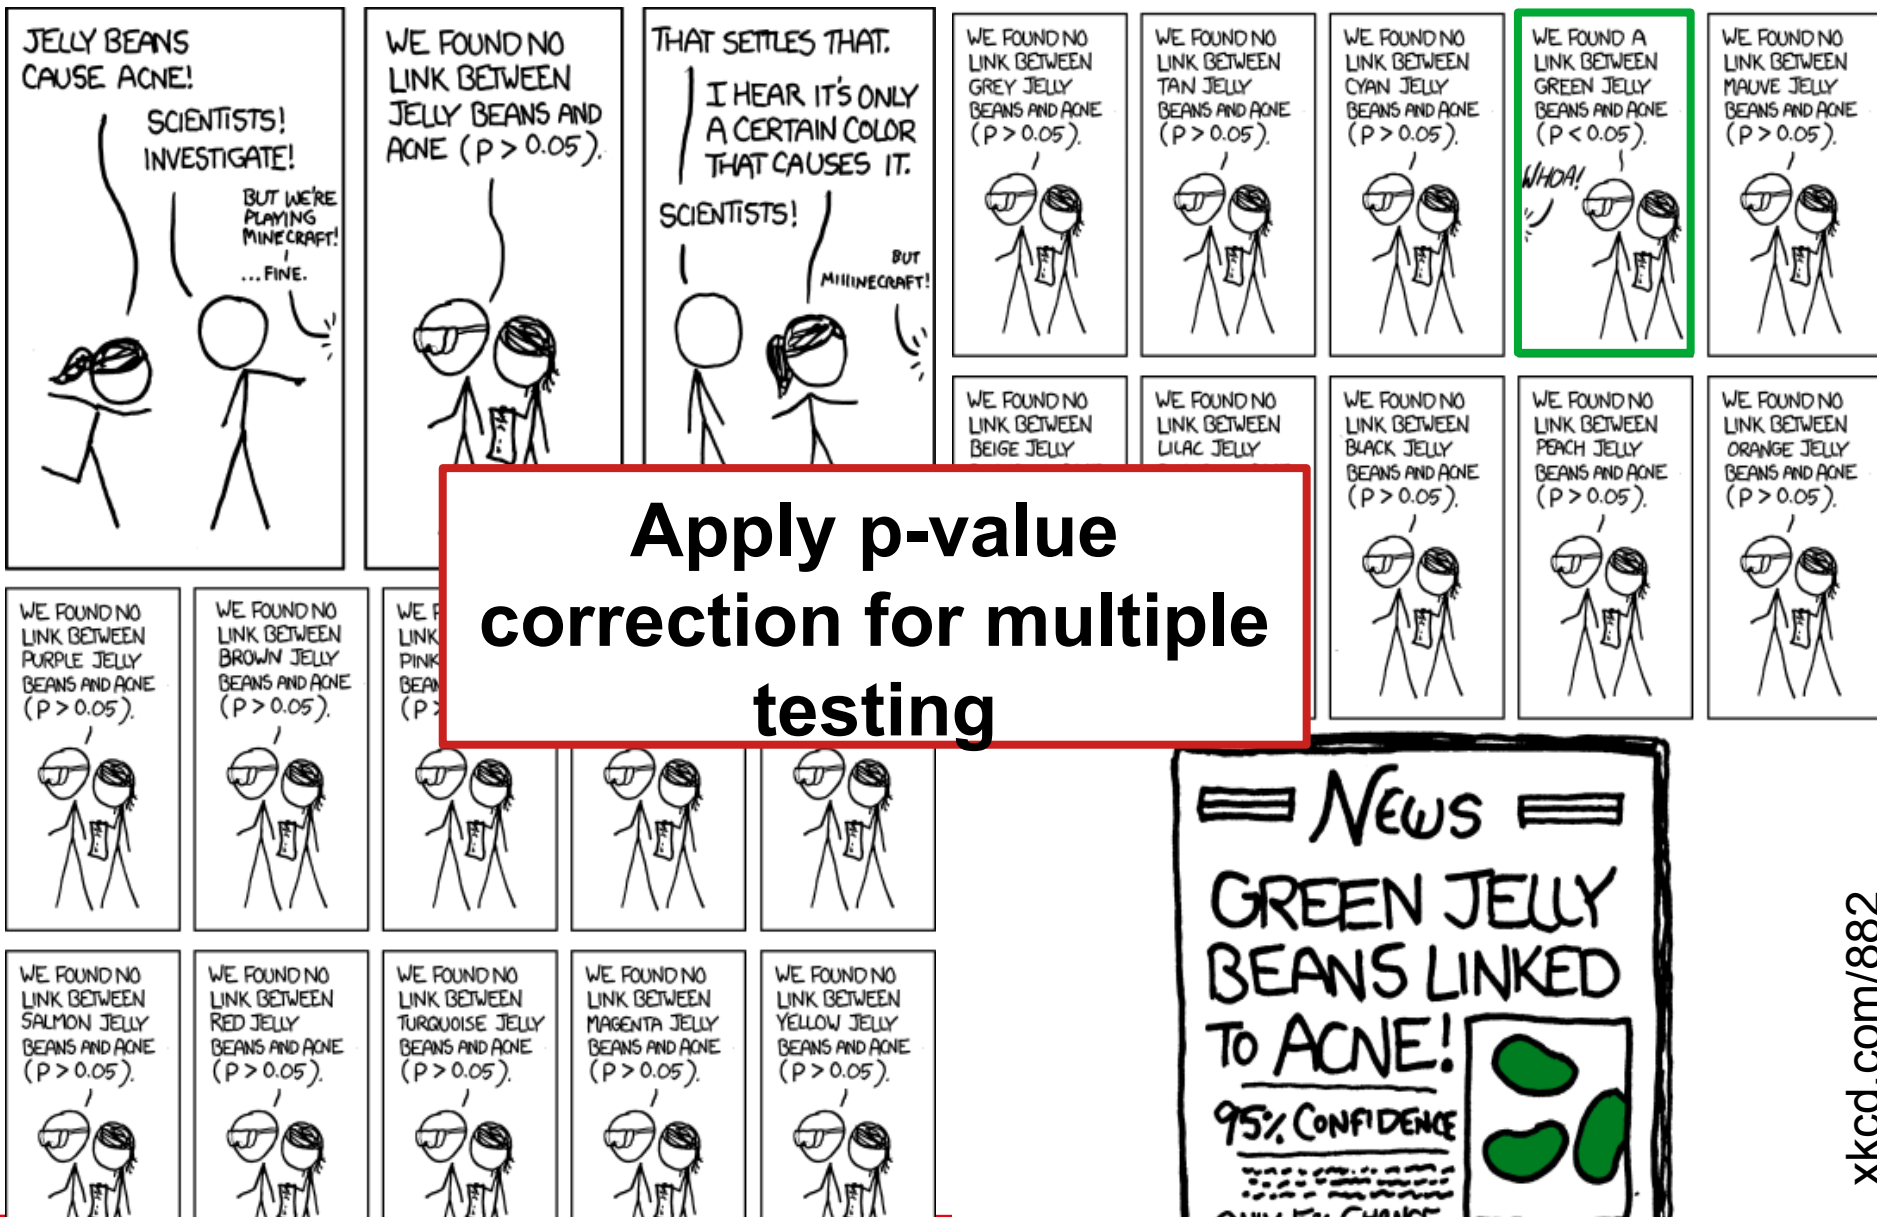 JELLY BEANS
CAUSE ACNE!
SCIENTISTS!
INVESTIGATE!
BUT WE'RE
PLAYING
MINECRAFT!
...FINE.
WE FOUND NO
LINK BETWEEN
JELLY BEANS AND
ACNE (P > 0.05).
THAT SETTLES THAT.
I HEAR IT'S ONLY
A CERTAIN COLOR
THAT CAUSES IT.
SCIENTISTS!
BUT
MIIIINECRAFT!
WE FOUND NO
LINK BETWEEN
GREY JELLY
BEANS AND ACNE
(P > 0.05).
WE FOUND NO
LINK BETWEEN
TAN JELLY
BEANS AND ACNE
(P > 0.05).
WE FOUND NO
LINK BETWEEN
CYAN JELLY
BEANS AND ACNE
(P > 0.05).
WE FOUND A
LINK BETWEEN
GREEN JELLY
BEANS AND ACNE
(P < 0.05).
WHOA!
WE FOUND NO
LINK BETWEEN
MAUVE JELLY
BEANS AND ACNE
(P > 0.05).
WE FOUND NO
LINK BETWEEN
BEIGE JELLY
WE FOUND NO
LINK BETWEEN
LILAC JELLY
WE FOUND NO
LINK BETWEEN
BLACK JELLY
BEANS AND ACNE
(P > 0.05).
WE FOUND NO
LINK BETWEEN
PEACH JELLY
BEANS AND ACNE
(P > 0.05).
WE FOUND NO
LINK BETWEEN
ORANGE JELLY
BEANS AND ACNE
(P > 0.05).
Apply p-value
correction for multiple
testing
WE FOUND NO
LINK BETWEEN
PURPLE JELLY
BEANS AND ACNE
(P > 0.05).
WE FOUND NO
LINK BETWEEN
BROWN JELLY
BEANS AND ACNE
(P > 0.05).
WE
LINK
PINK
WE FOUND NO
LINK BETWEEN
SALMON JELLY
BEANS AND ACNE
(P > 0.05).
WE FOUND NO
LINK BETWEEN
RED JELLY
BEANS AND ACNE
(P > 0.05).
WE FOUND NO
LINK BETWEEN
TURQUOISE JELLY
BEANS AND ACNE
(P > 0.05).
WE FOUND NO
LINK BETWEEN
MAGENTA JELLY
BEANS AND ACNE
(P > 0.05).
WE FOUND NO
LINK BETWEEN
YELLOW JELLY
BEANS AND ACNE
(P > 0.05).
NEWS
GREEN JELLY
BEANS LINKED
TO ACNE!
95% CONFIDENCE
xkcd.com/882